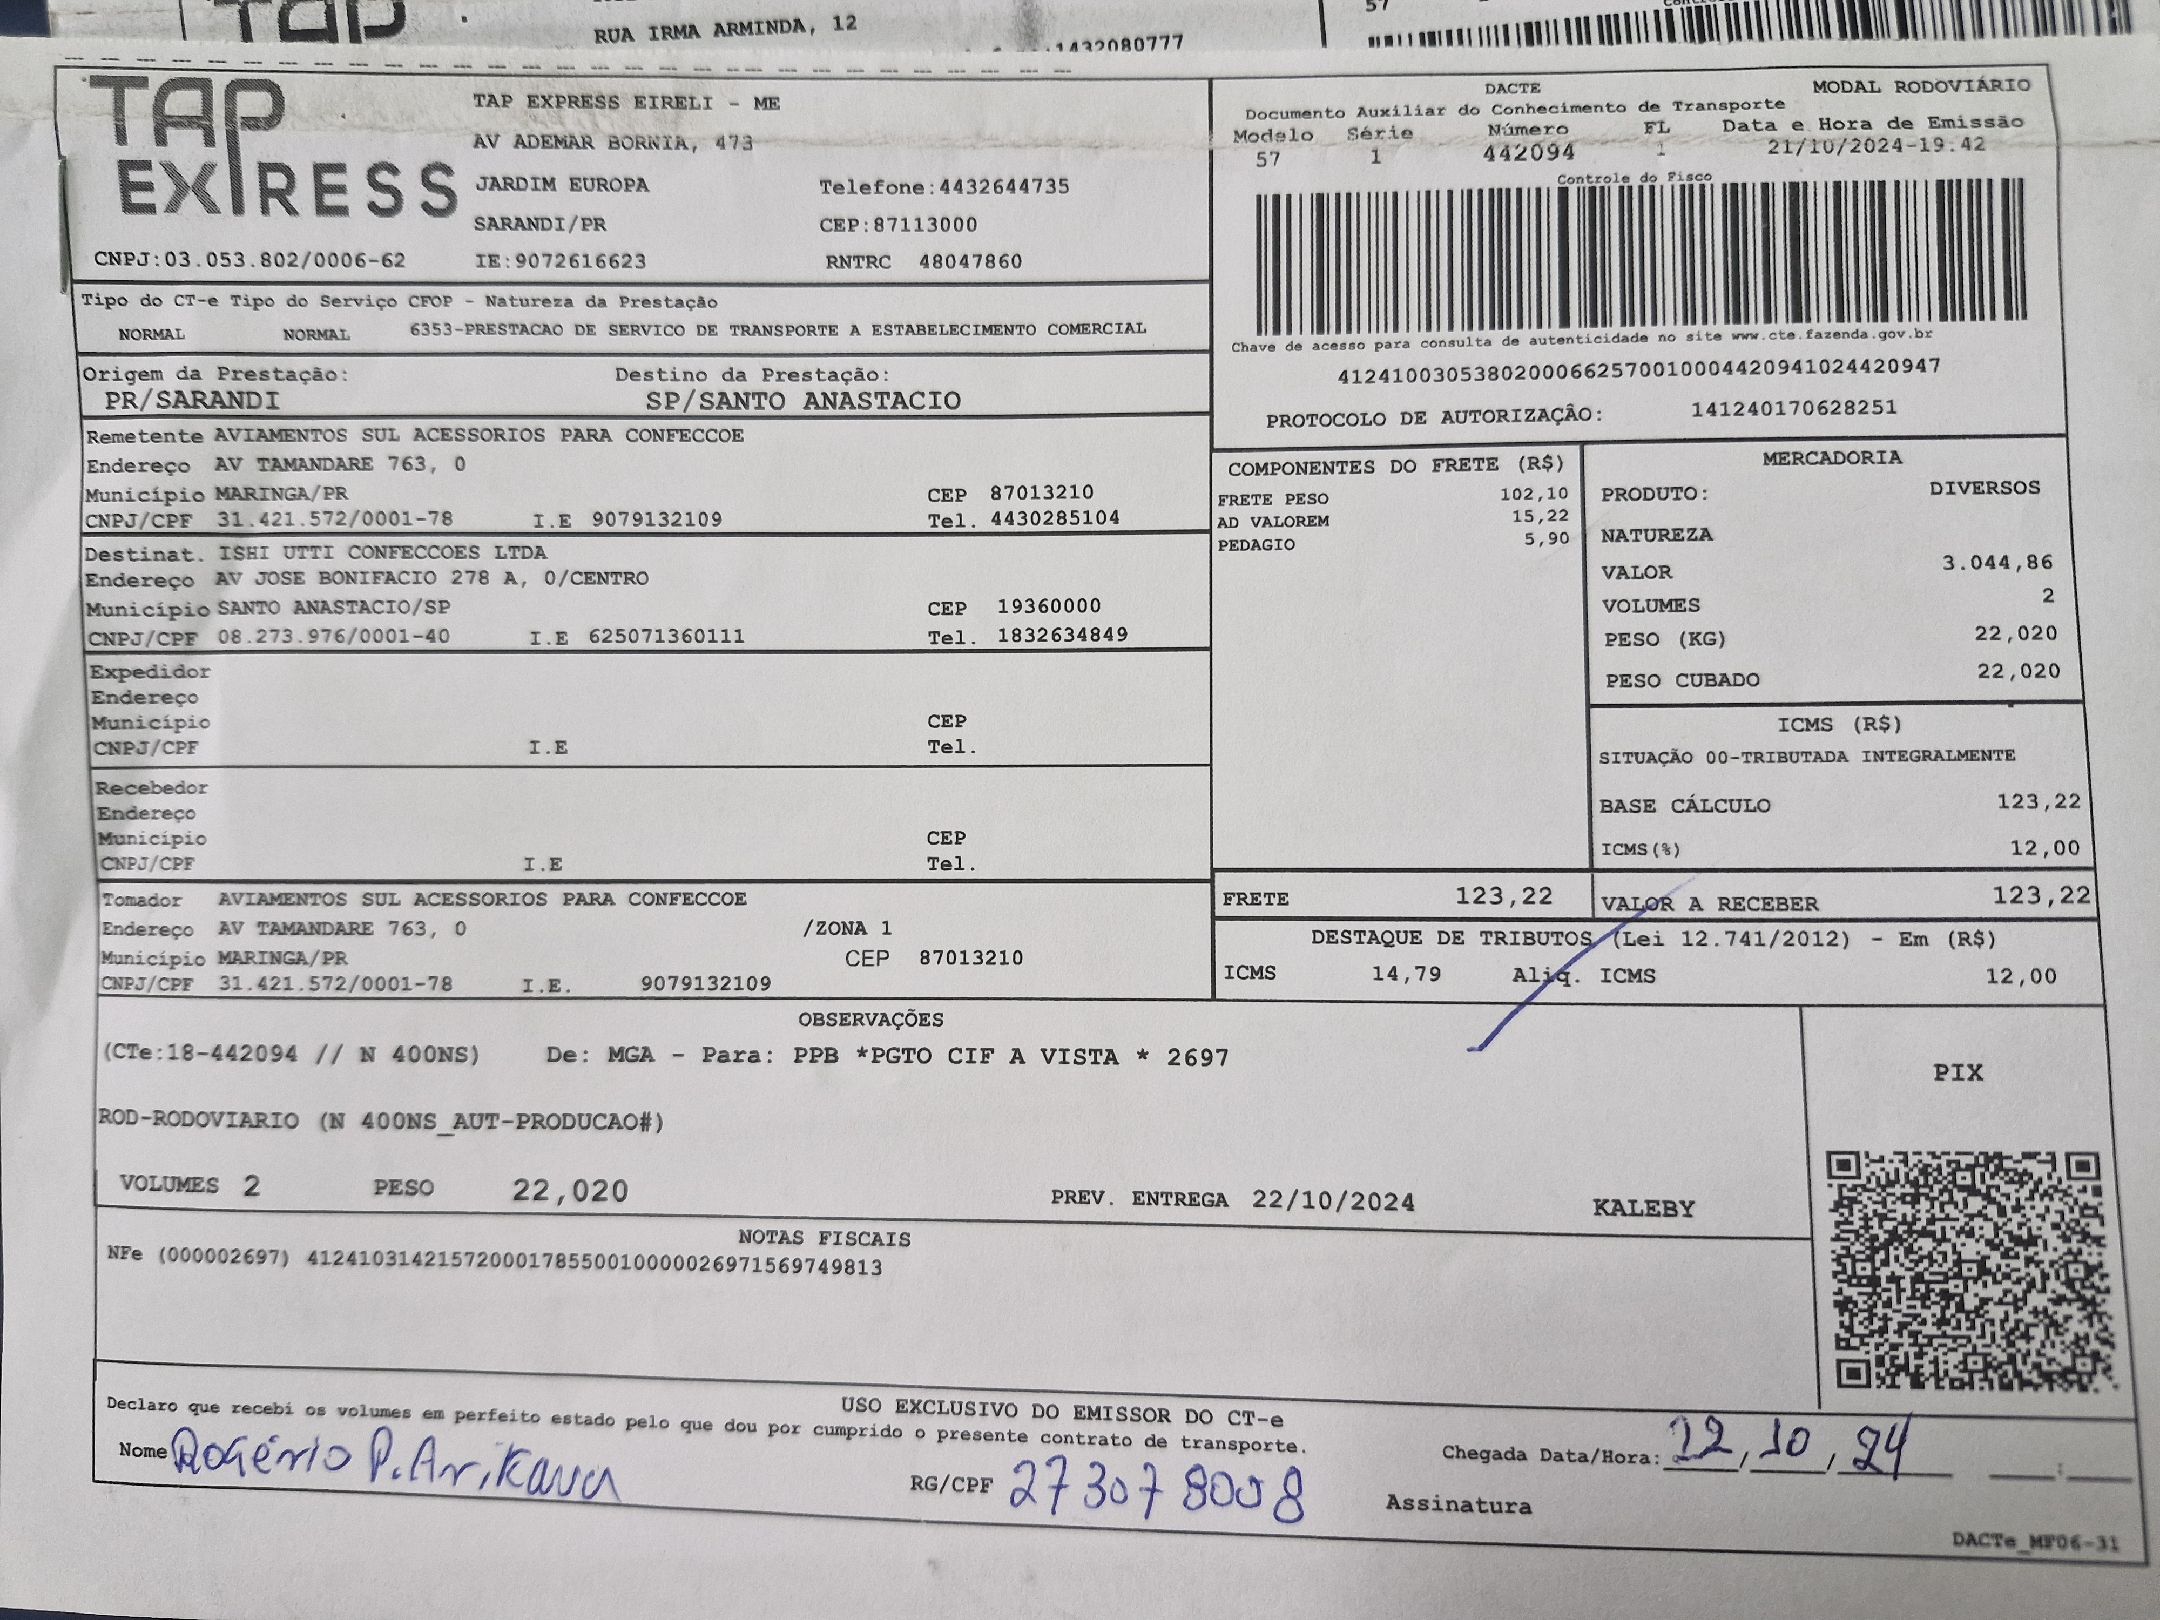 TAP
RUA IRMA ARMINDA, 12
1432080777
57
TAP EXPRESS
TAP EXPRESS EIRELI - ME
AV ADEMAR BORNIA, 473
JARDIM EUROPA Telefone:4432644735
SARANDI/PR CEP:87113000
CNPJ:03.053.802/0006-62 IE:9072616623 RNTRC 48047860
DACTE MODAL RODOVIÁRIO
Documento Auxiliar do Conhecimento de Transporte
Modelo Série Número FL Data e Hora de Emissão
57 1 442094 1 21/10/2024-19.42
Controle do Fisco
Chave de acesso para consulta de autenticidade no site www.cte.fazenda.gov.br
41241003053802000662570010004420941024420947
PROTOCOLO DE AUTORIZAÇÃO: 141240170628251
Tipo do CT-e Tipo do Serviço CFOP - Natureza da Prestação
NORMAL NORMAL 6353-PRESTACAO DE SERVICO DE TRANSPORTE A ESTABELECIMENTO COMERCIAL
Origem da Prestação: Destino da Prestação:
PR/SARANDI SP/SANTO ANASTACIO
Remetente AVIAMENTOS SUL ACESSORIOS PARA CONFECCOE
Endereço AV TAMANDARE 763, 0
Município MARINGA/PR CEP 87013210
CNPJ/CPF 31.421.572/0001-78 I.E 9079132109 Tel. 4430285104
Destinat. ISHI UTTI CONFECCOES LTDA
Endereço AV JOSE BONIFACIO 278 A, 0/CENTRO
Município SANTO ANASTACIO/SP CEP 19360000
CNPJ/CPF 08.273.976/0001-40 I.E 625071360111 Tel. 1832634849
Expedidor
Endereço
Município CEP
CNPJ/CPF I.E Tel.
Recebedor
Endereço
Município CEP
CNPJ/CPF I.E Tel.
Tomador AVIAMENTOS SUL ACESSORIOS PARA CONFECCOE
Endereço AV TAMANDARE 763, 0 /ZONA 1
Município MARINGA/PR CEP 87013210
CNPJ/CPF 31.421.572/0001-78 I.E. 9079132109
COMPONENTES DO FRETE (R$)
FRETE PESO 102,10
AD VALOREM 15,22
PEDAGIO 5,90
MERCADORIA
PRODUTO: DIVERSOS
NATUREZA
VALOR 3.044,86
VOLUMES 2
PESO (KG) 22,020
PESO CUBADO 22,020
ICMS (R$)
SITUAÇÃO 00-TRIBUTADA INTEGRALMENTE
BASE CÁLCULO 123,22
ICMS(%) 12,00
FRETE 123,22 VALOR A RECEBER 123,22
DESTAQUE DE TRIBUTOS (Lei 12.741/2012) - Em (R$)
ICMS 14,79 Aliq. ICMS 12,00
OBSERVAÇÕES
(CTe:18-442094 // N 400NS) De: MGA - Para: PPB *PGTO CIF A VISTA * 2697
ROD-RODOVIARIO (N 400NS_AUT-PRODUCAO#)
VOLUMES 2 PESO 22,020 PREV. ENTREGA 22/10/2024 KALEBY
PIX
NOTAS FISCAIS
NFe (000002697) 41241031421572000178550010000026971569749813
USO EXCLUSIVO DO EMISSOR DO CT-e
Declaro que recebi os volumes em perfeito estado pelo que dou por cumprido o presente contrato de transporte.
Nome Rogério P. Arikawa RG/CPF 273078008 Chegada Data/Hora: 22, 10, 24 :
Assinatura
DACTe_MF06-31